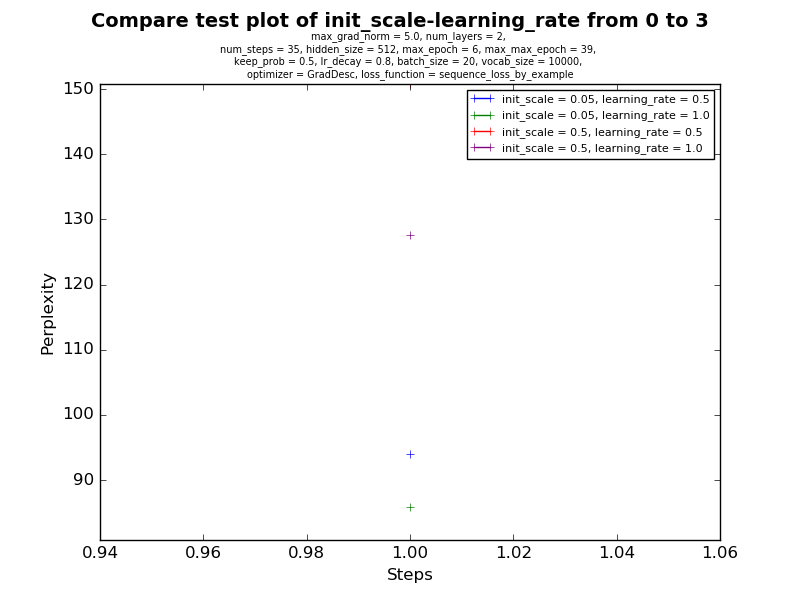 Compare test plot of init_scale-learning_rate from 0 to 3
max_grad_norm = 5.0, num_layers = 2,
num_steps = 35, hidden_size = 512, max_epoch = 6, max_max_epoch = 39,
keep_prob = 0.5, lr_decay = 0.8, batch_size = 20, vocab_size = 10000,
optimizer = GradDesc, loss_function = sequence_loss_by_example
150
140
130
120
110
100
90
Perplexity
init_scale = 0.05, learning_rate = 0.5
init_scale = 0.05, learning_rate = 1.0
init_scale = 0.5, learning_rate = 0.5
init_scale = 0.5, learning_rate = 1.0
0.94 0.96 0.98 1.00 1.02 1.04 1.06
Steps